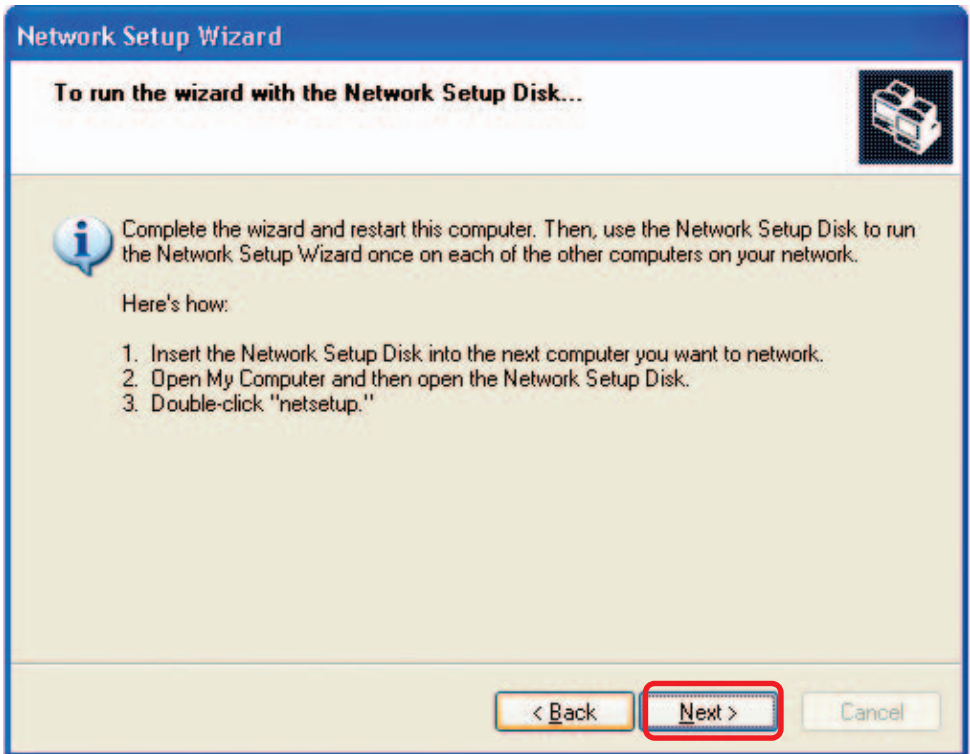 Network Setup Wizard
To run the wizard with the Network Setup Disk...
Complete the wizard and restart this computer. Then, use the Network Setup Disk to run
the Network Setup Wizard once on each of the other computers on your network.
Here's how:
1. Insert the Network Setup Disk into the next computer you want to network.
2. Open My Computer and then open the Network Setup Disk.
3. Double-click "netsetup."
< Back Next > Cancel